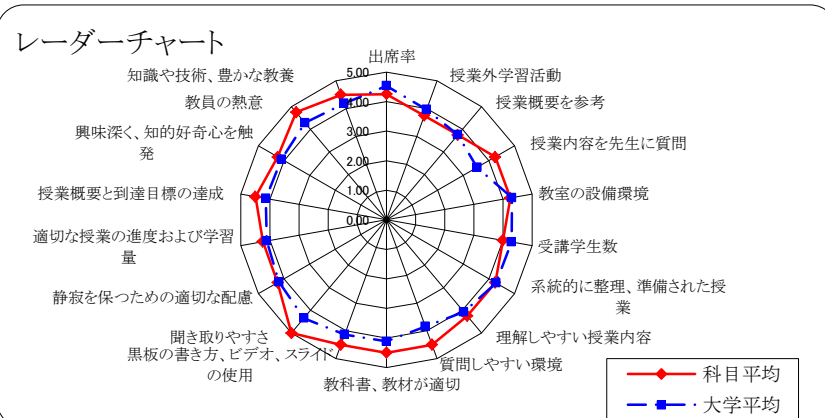 レーダーチャート
出席率
授業外学習活動
授業概要を参考
授業内容を先生に質問
教室の設備環境
受講学生数
系統的に整理、準備された授
業
理解しやすい授業内容
質問しやすい環境
教科書、教材が適切
黒板の書き方、ビデオ、スライド
の使用
聞き取りやすさ
静寂を保つための適切な配慮
適切な授業の進度および学習
量
授業概要と到達目標の達成
興味深く、知的好奇心を触
発
教員の熱意
知識や技術、豊かな教養
5.00
4.00
3.00
2.00
1.00
0.00
科目平均
大学平均